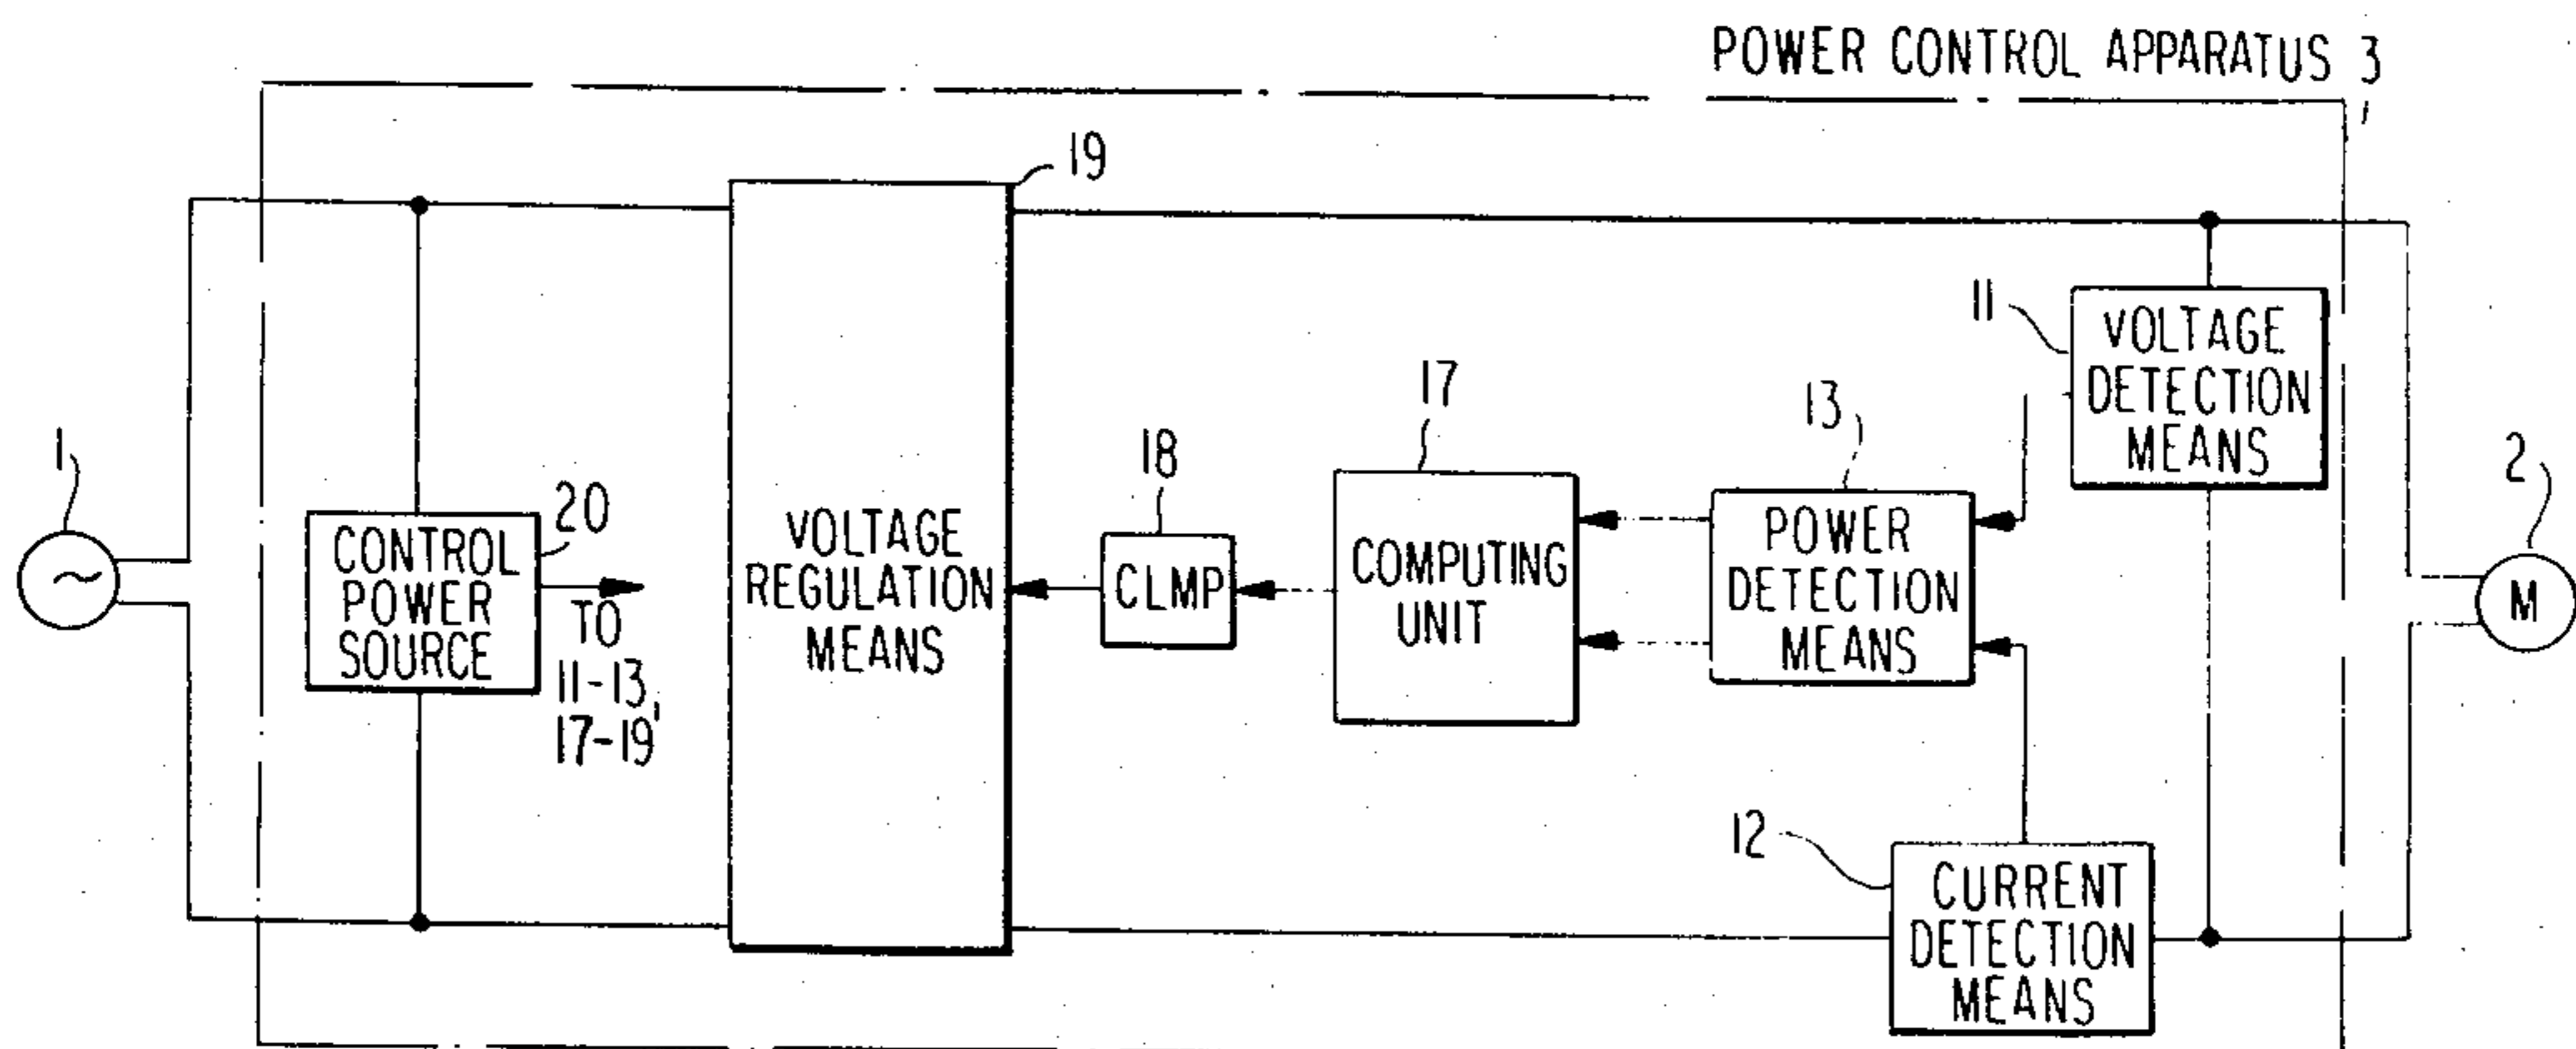 POWER CONTROL APPARATUS 3
19
11
VOLTAGE
DETECTION
MEANS
17
13
18
1
2
20
CONTROL
POWER
SOURCE
TO
11-13,
17-19
VOLTAGE
REGULATION
MEANS
CLMP
COMPUTING
UNIT
POWER
DETECTION
MEANS
M
12
CURRENT
DETECTION
MEANS